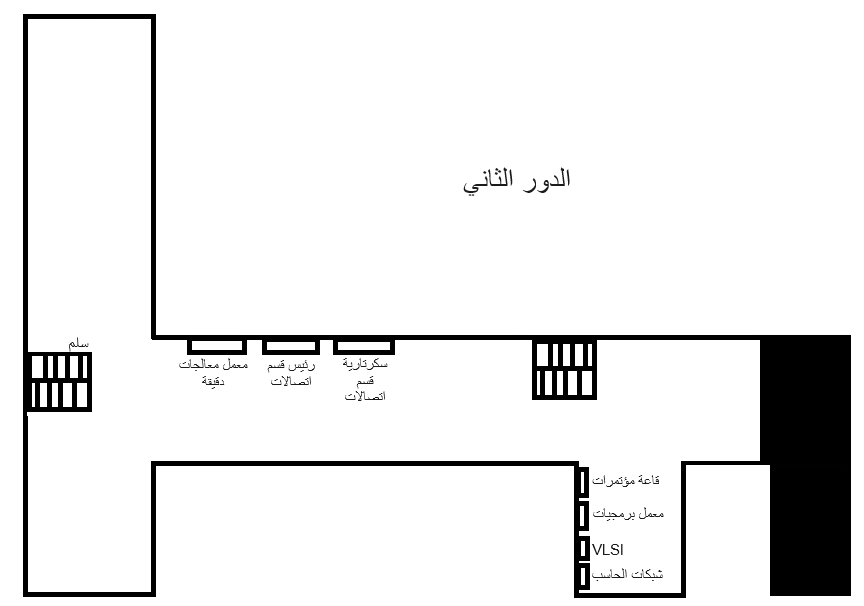 الدور الثاني
سلم
معمل معالجات
دقيقة
رئيس قسم
اتصالات
سكرتارية
قسم
اتصالات
قاعة مؤتمرات
معمل برمجيات
VLSI
شبكات الحاسب